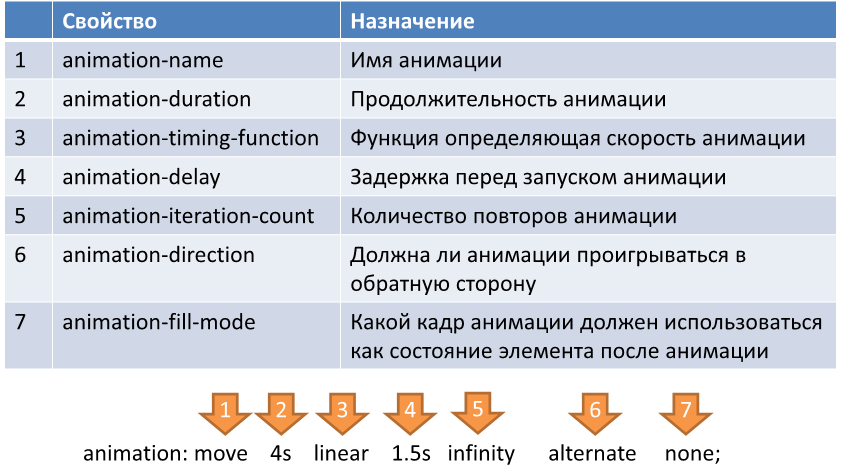 Свойство Назначение
1 animation-name Имя анимации
2 animation-duration Продолжительность анимации
3 animation-timing-function Функция определяющая скорость анимации
4 animation-delay Задержка перед запуском анимации
5 animation-iteration-count Количество повторов анимации
6 animation-direction Должна ли анимации проигрываться в
обратную сторону
7 animation-fill-mode Какой кадр анимации должен использоваться
как состояние элемента после анимации
1 2 3 4 5 6 7
animation: move 4s linear 1.5s infinity alternate none;